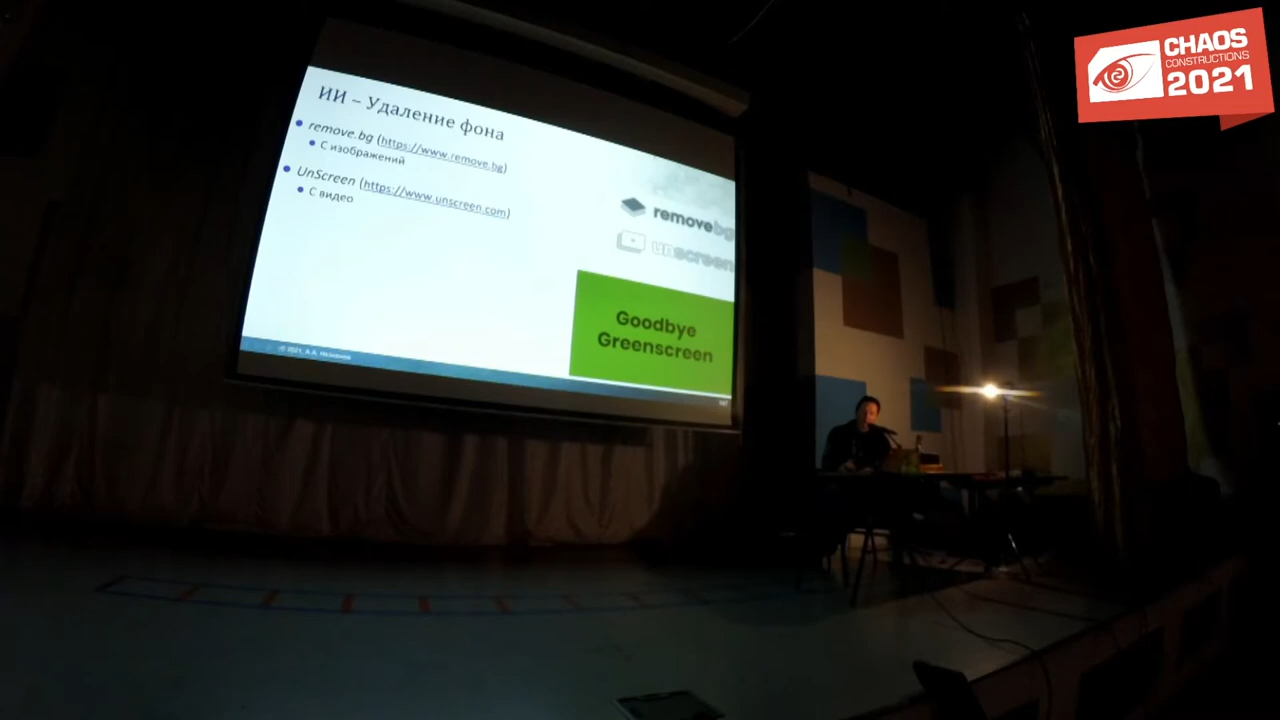 CHAOS
CONSTRUCTIONS
2021
ИИ – Удаление фона
remove.bg (https://www.remove.bg)
С изображений
UnScreen (https://www.unscreen.com)
С видео
removebg
unscreen
Goodbye
Greenscreen
© 2021, А.А.